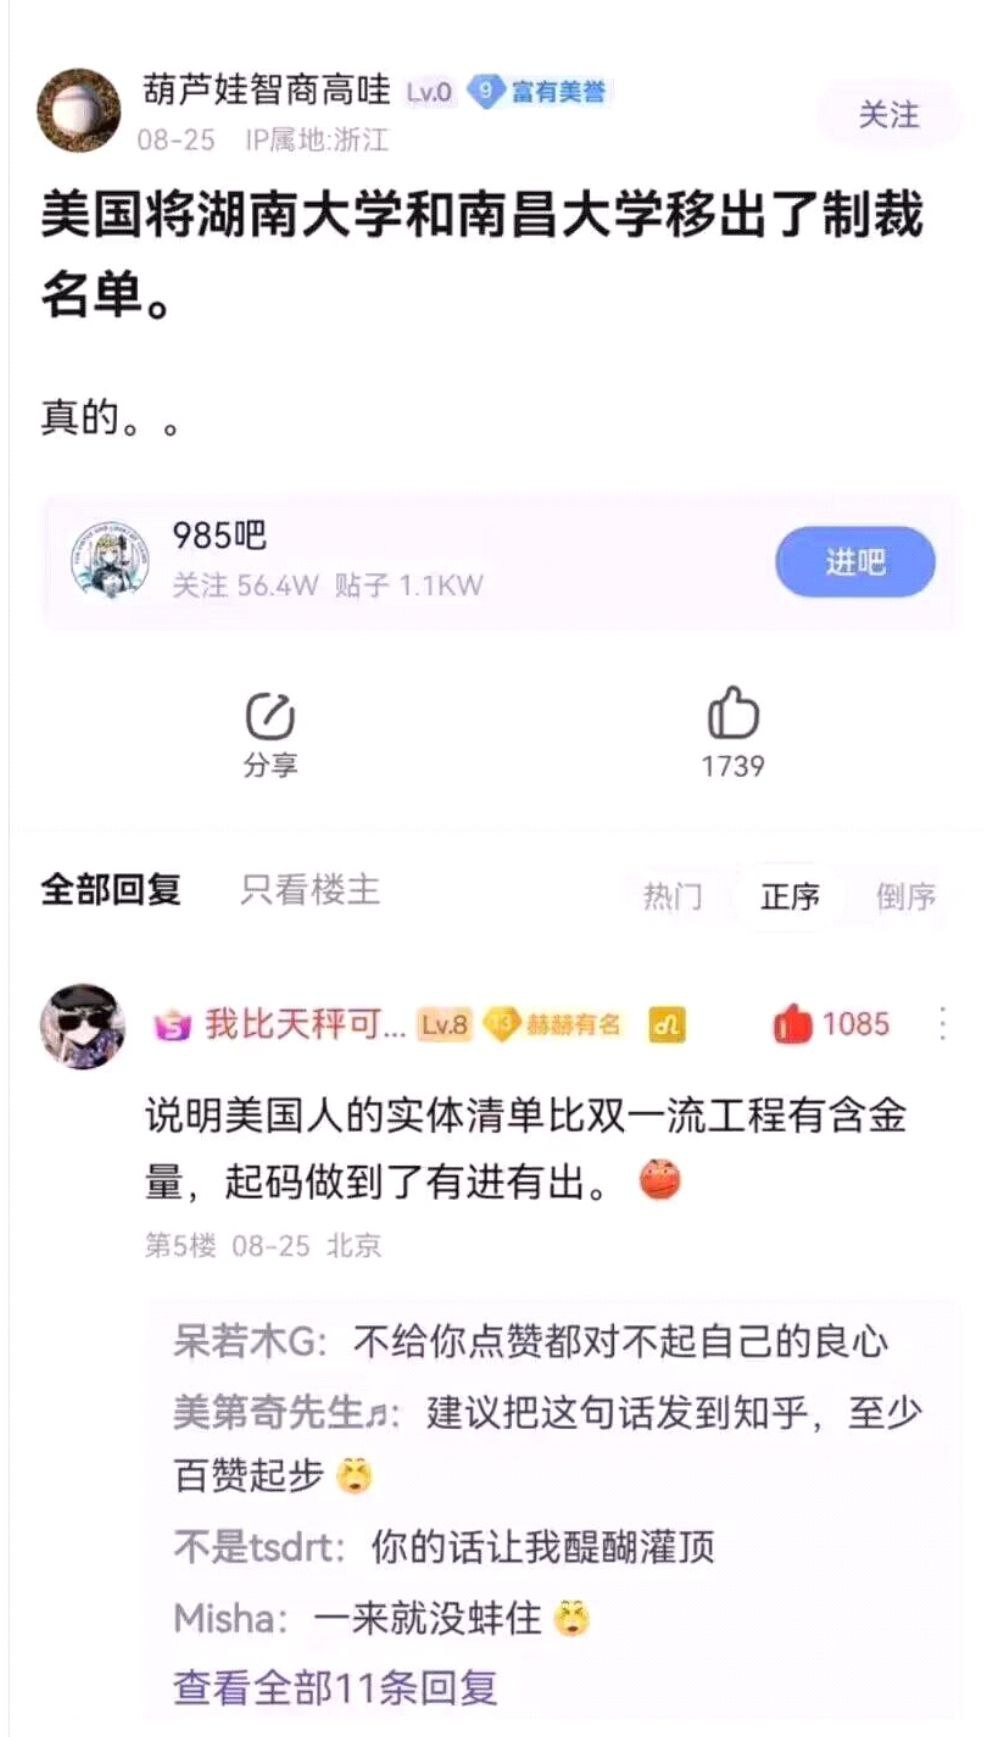 葫芦娃智商高哇 Lv.0 9 富有美誉
关注
08-25 IP属地:浙江
美国将湖南大学和南昌大学移出了制裁
名单。
真的。。
985吧
关注 56.4W 贴子 1.1KW
进吧
分享
1739
全部回复 只看楼主 热门 正序 倒序
我比天秤可... Lv.8 13 赫赫有名 1085
说明美国人的实体清单比双一流工程有含金
量，起码做到了有进有出。
第5楼 08-25 北京
呆若木G：不给你点赞都对不起自己的良心
美第奇先生♬：建议把这句话发到知乎，至少
百赞起步
不是tsdrt：你的话让我醍醐灌顶
Misha：一来就没蚌住
查看全部11条回复